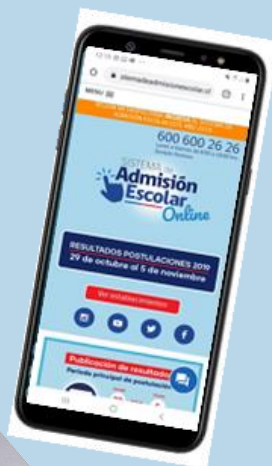 sistemadeadmisionescolar.cl
MENU
600 600 26 26
SISTEMA DE
Admisión
Escolar
Online
RESULTADOS POSTULACIONES 2019
29 de octubre al 5 de noviembre
Ver establecimientos
Publicación de resultados
Periodo principal de postulación